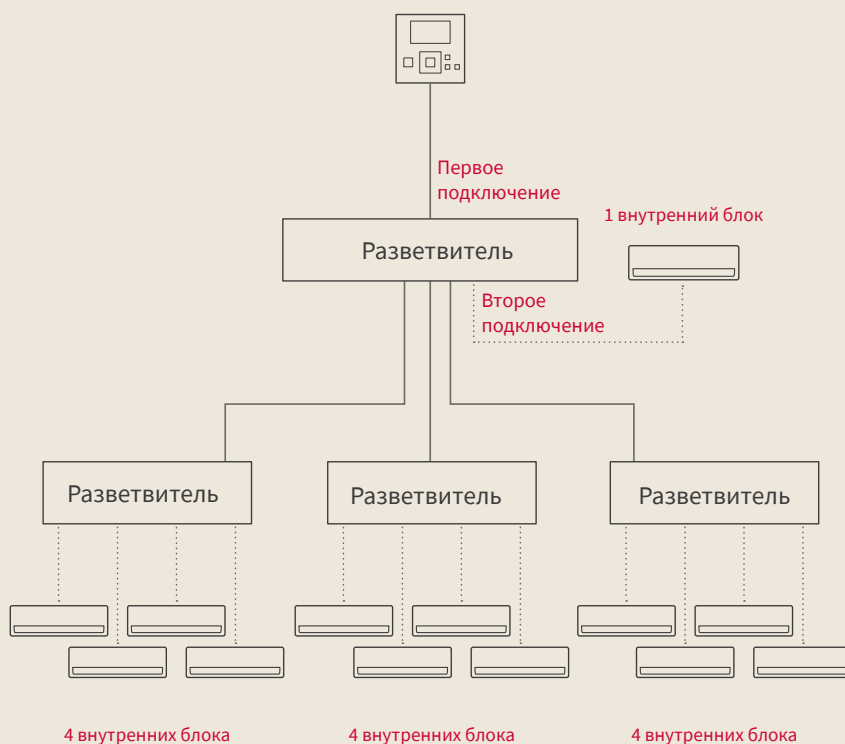 Первое
подключение
1 внутренний блок
Разветвитель
Второе
подключение
Разветвитель
Разветвитель
Разветвитель
4 внутренних блока
4 внутренних блока
4 внутренних блока